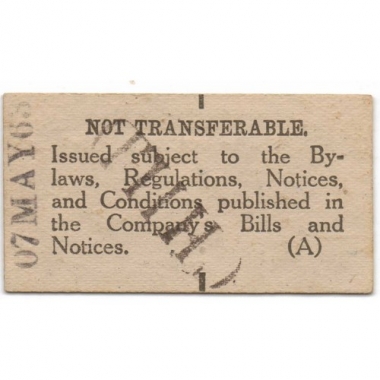 NOT TRANSFERABLE.
Issued subject to the By-
laws, Regulations, Notices,
and Conditions published in
the Company's Bills and
Notices. (A)
07 MAY 68